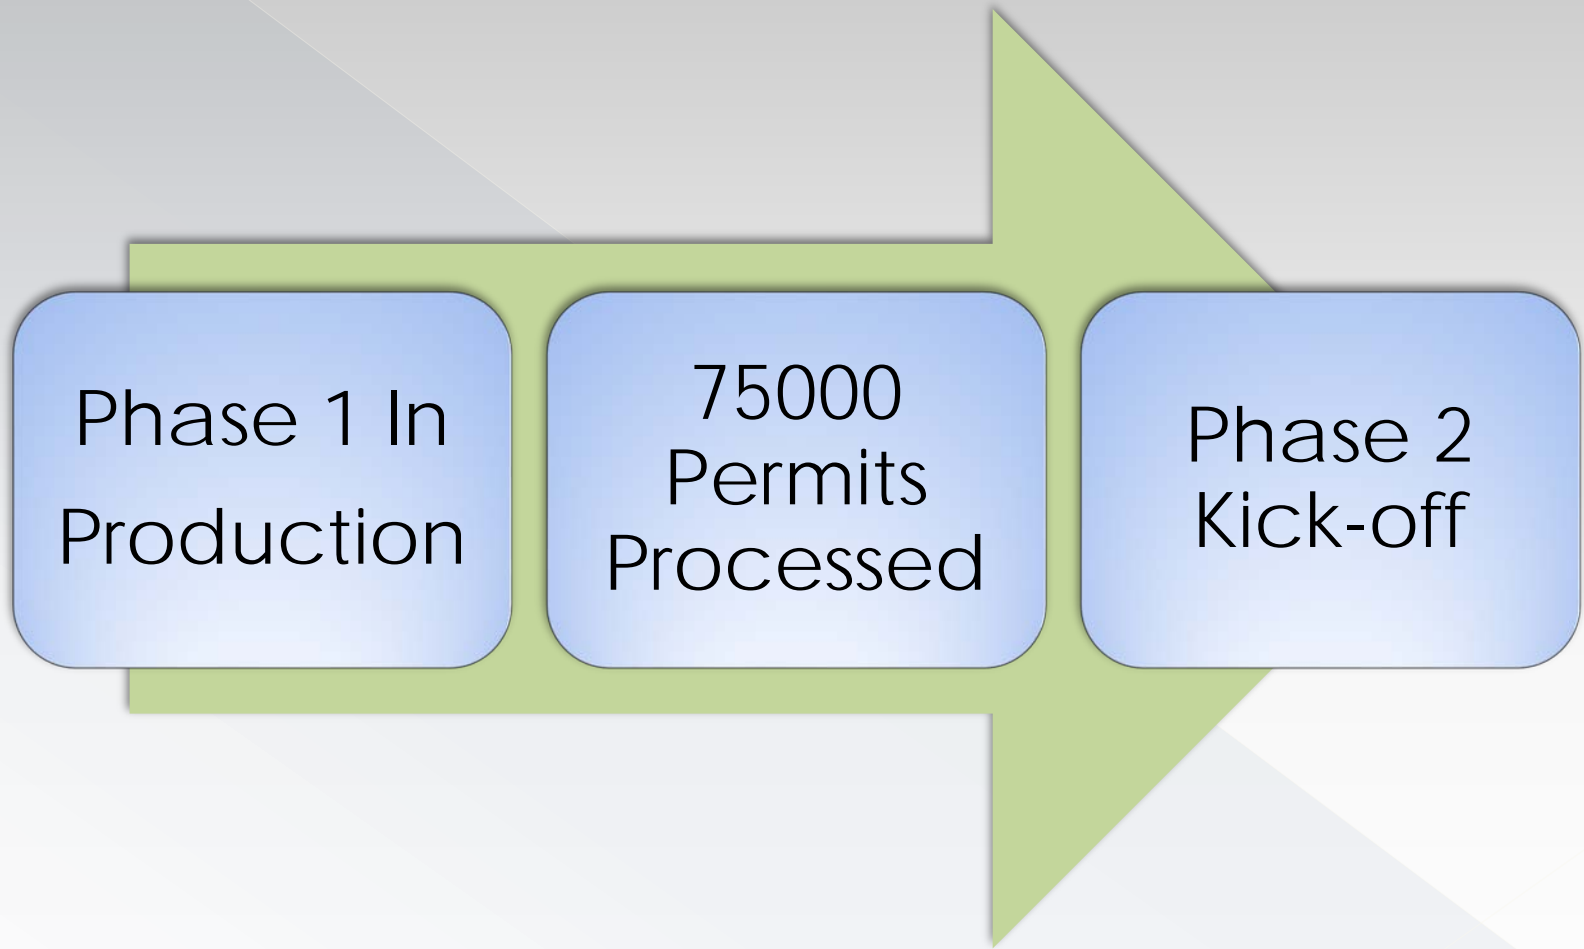 Phase 1 In
Production
75000
Permits
Processed
Phase 2
Kick-off